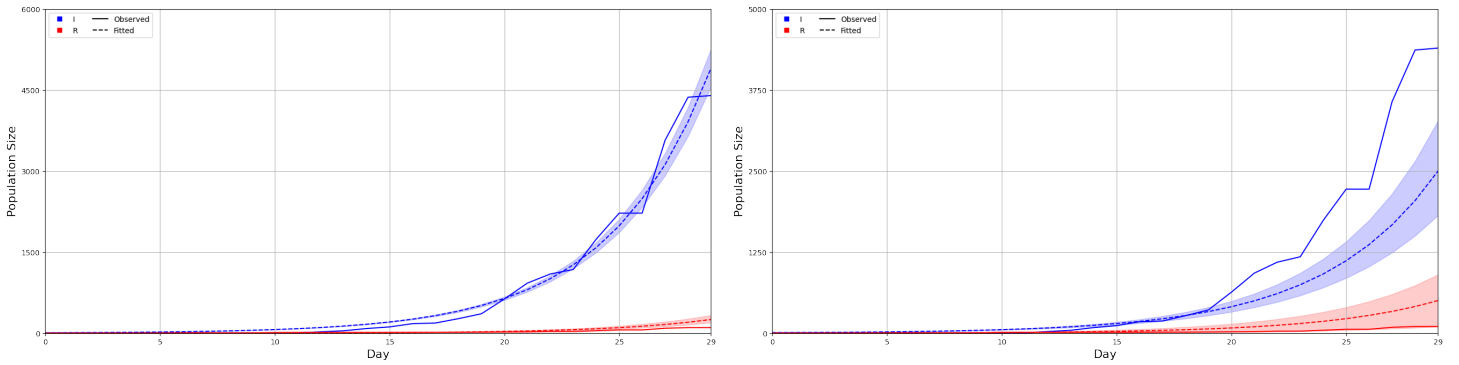 6000
4500
3000
1500
0
Population Size
I
R
Observed
Fitted
0 5 10 15 20 25 29
Day
5000
3750
2500
1250
0
Population Size
I
R
Observed
Fitted
0 5 10 15 20 25 29
Day